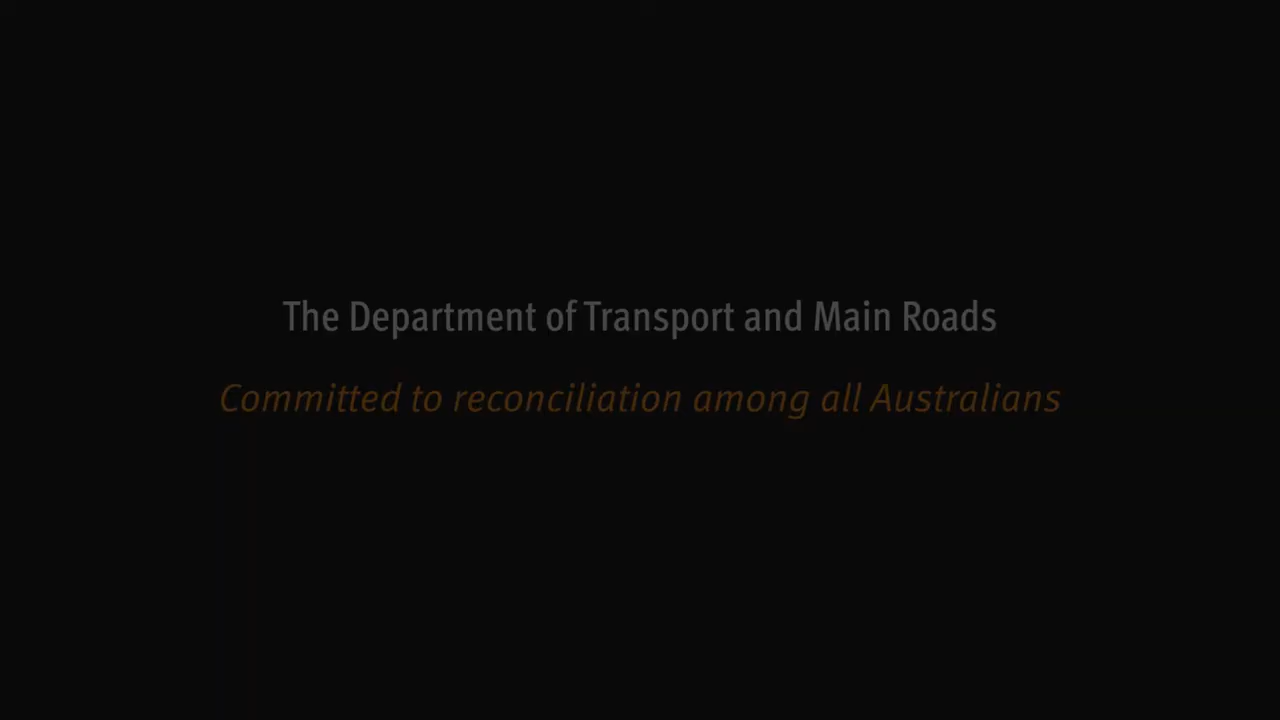 The Department of Transport and Main Roads
Committed to reconciliation among all Australians